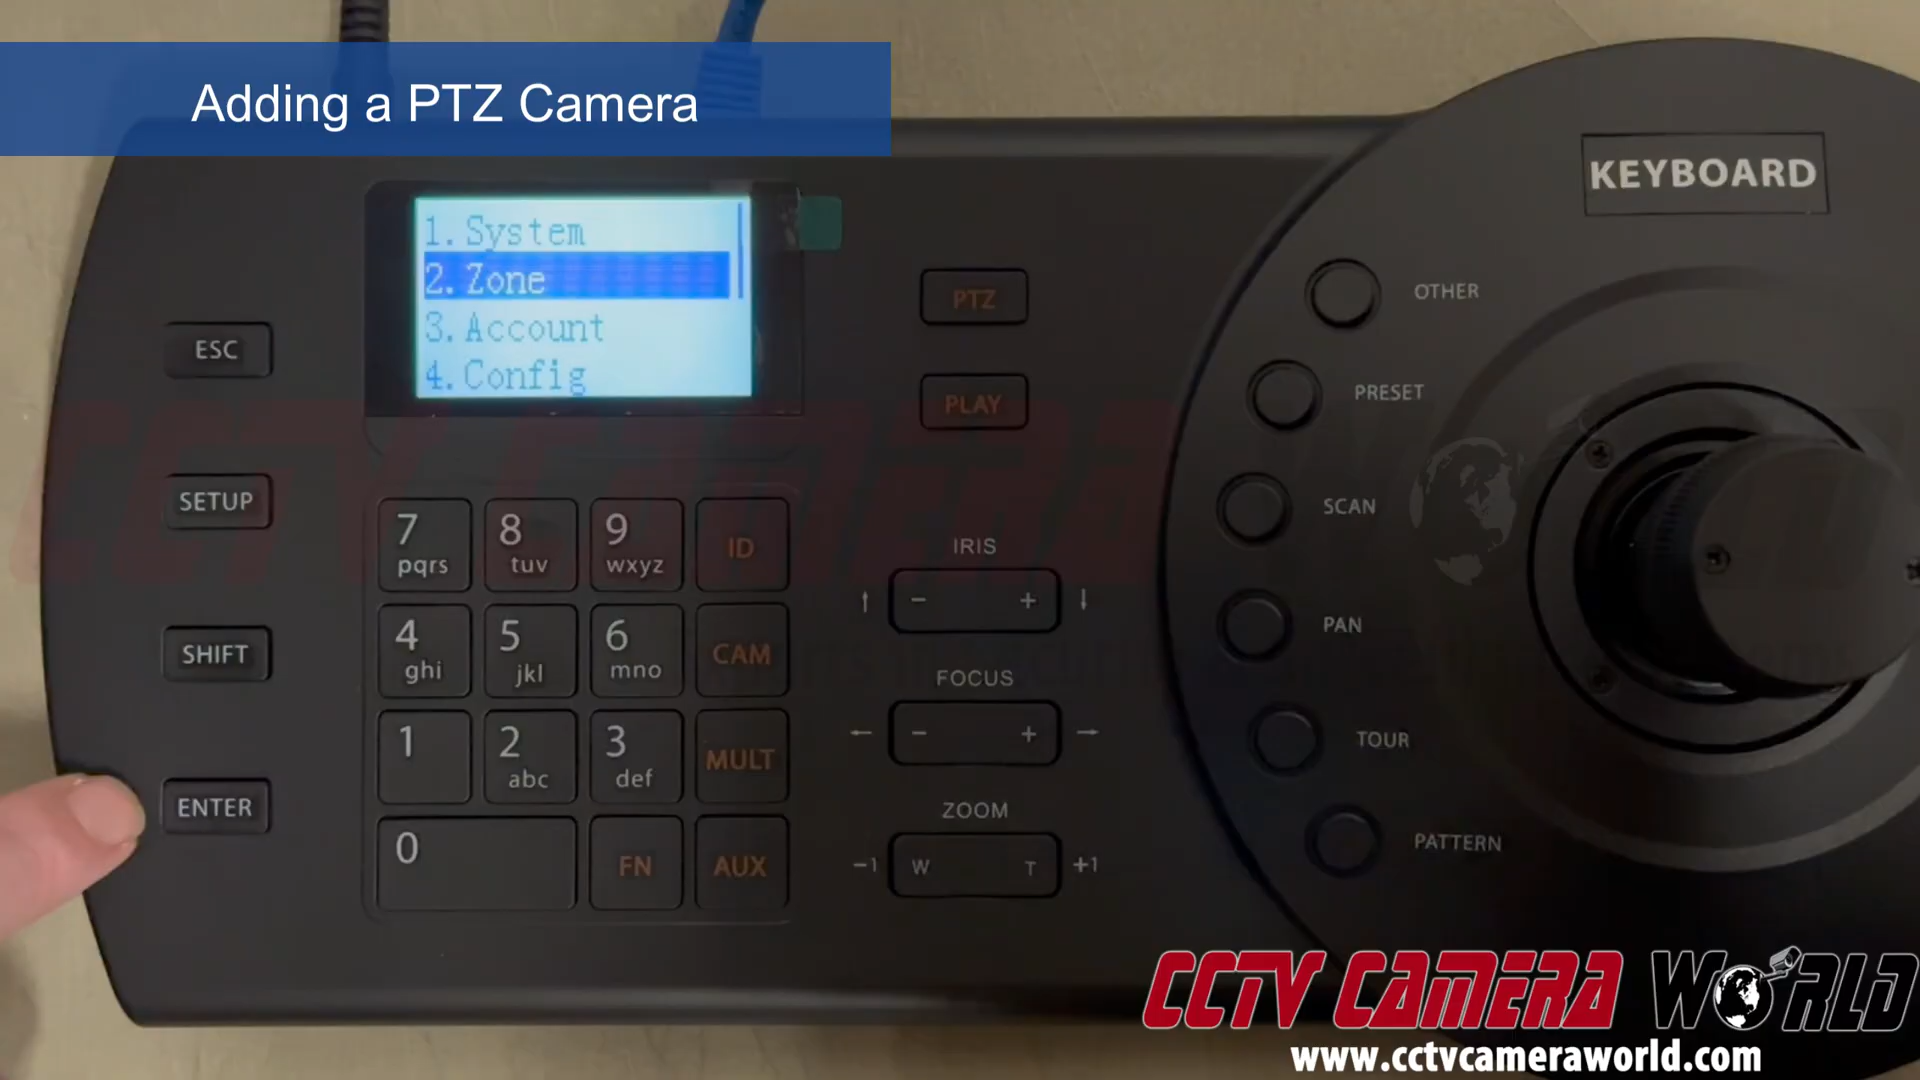 Adding a PTZ Camera
KEYBOARD
1.System
2.Zone
3.Account
4.Config
ESC
SETUP
SHIFT
ENTER
PTZ
PLAY
7
pqrs
8
tuv
9
wxyz
ID
4
ghi
5
jkl
6
mno
CAM
1
2
abc
3
def
MULT
0
FN
AUX
IRIS
↑ - + ↓
FOCUS
← - + →
ZOOM
-1 W T +1
OTHER
PRESET
SCAN
PAN
TOUR
PATTERN
CCTV CAMERA
CCTV CAMERA WORLD
www.cctvcameraworld.com